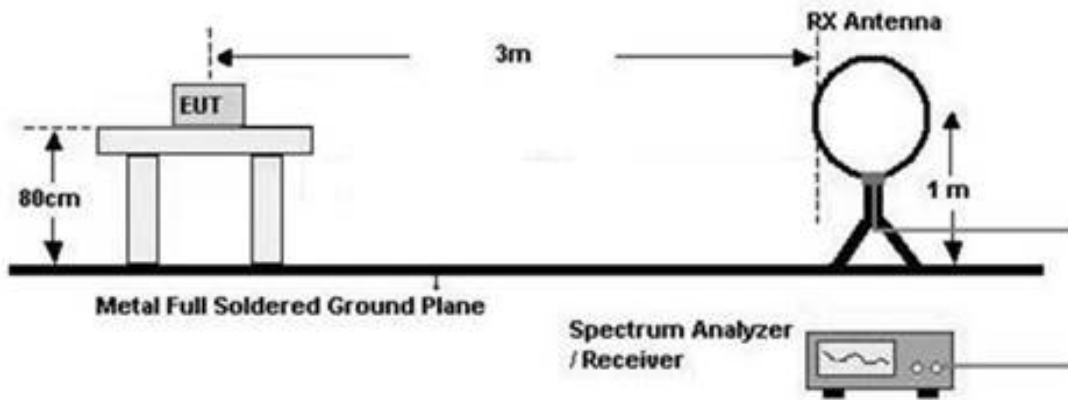 RX Antenna
3m
EUT
80cm
1 m
Metal Full Soldered Ground Plane
Spectrum Analyzer
/ Receiver